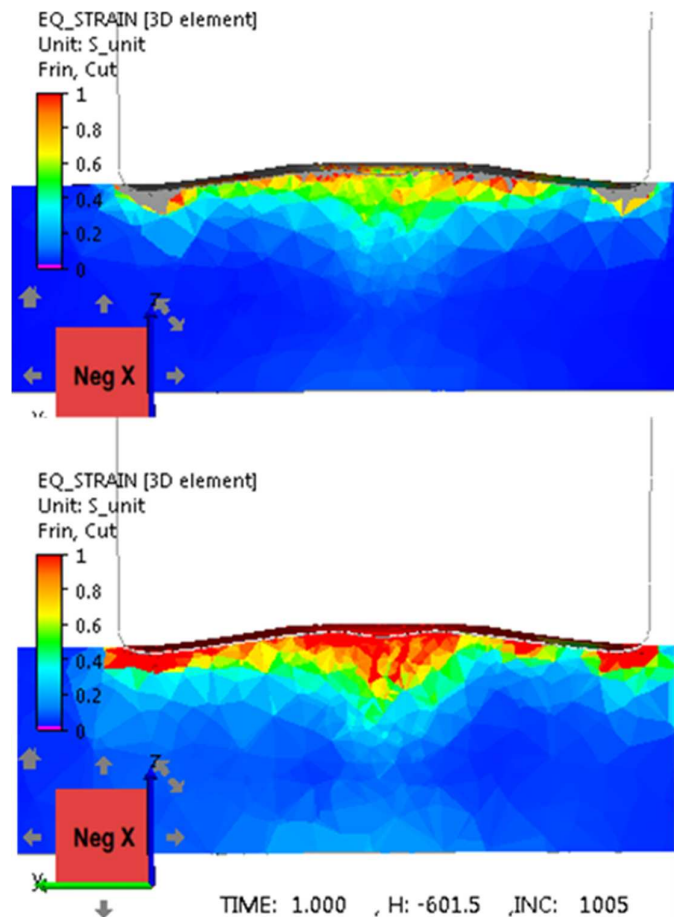 EQ_STRAIN [3D element]
Unit: S_unit
Frin, Cut
1
0.8
0.6
0.4
0.2
0
Z
Neg X
EQ_STRAIN [3D element]
Unit: S_unit
Frin, Cut
1
0.8
0.6
0.4
0.2
0
Z
Neg X
y
TIME: 1.000 , H: -601.5 ,INC: 1005